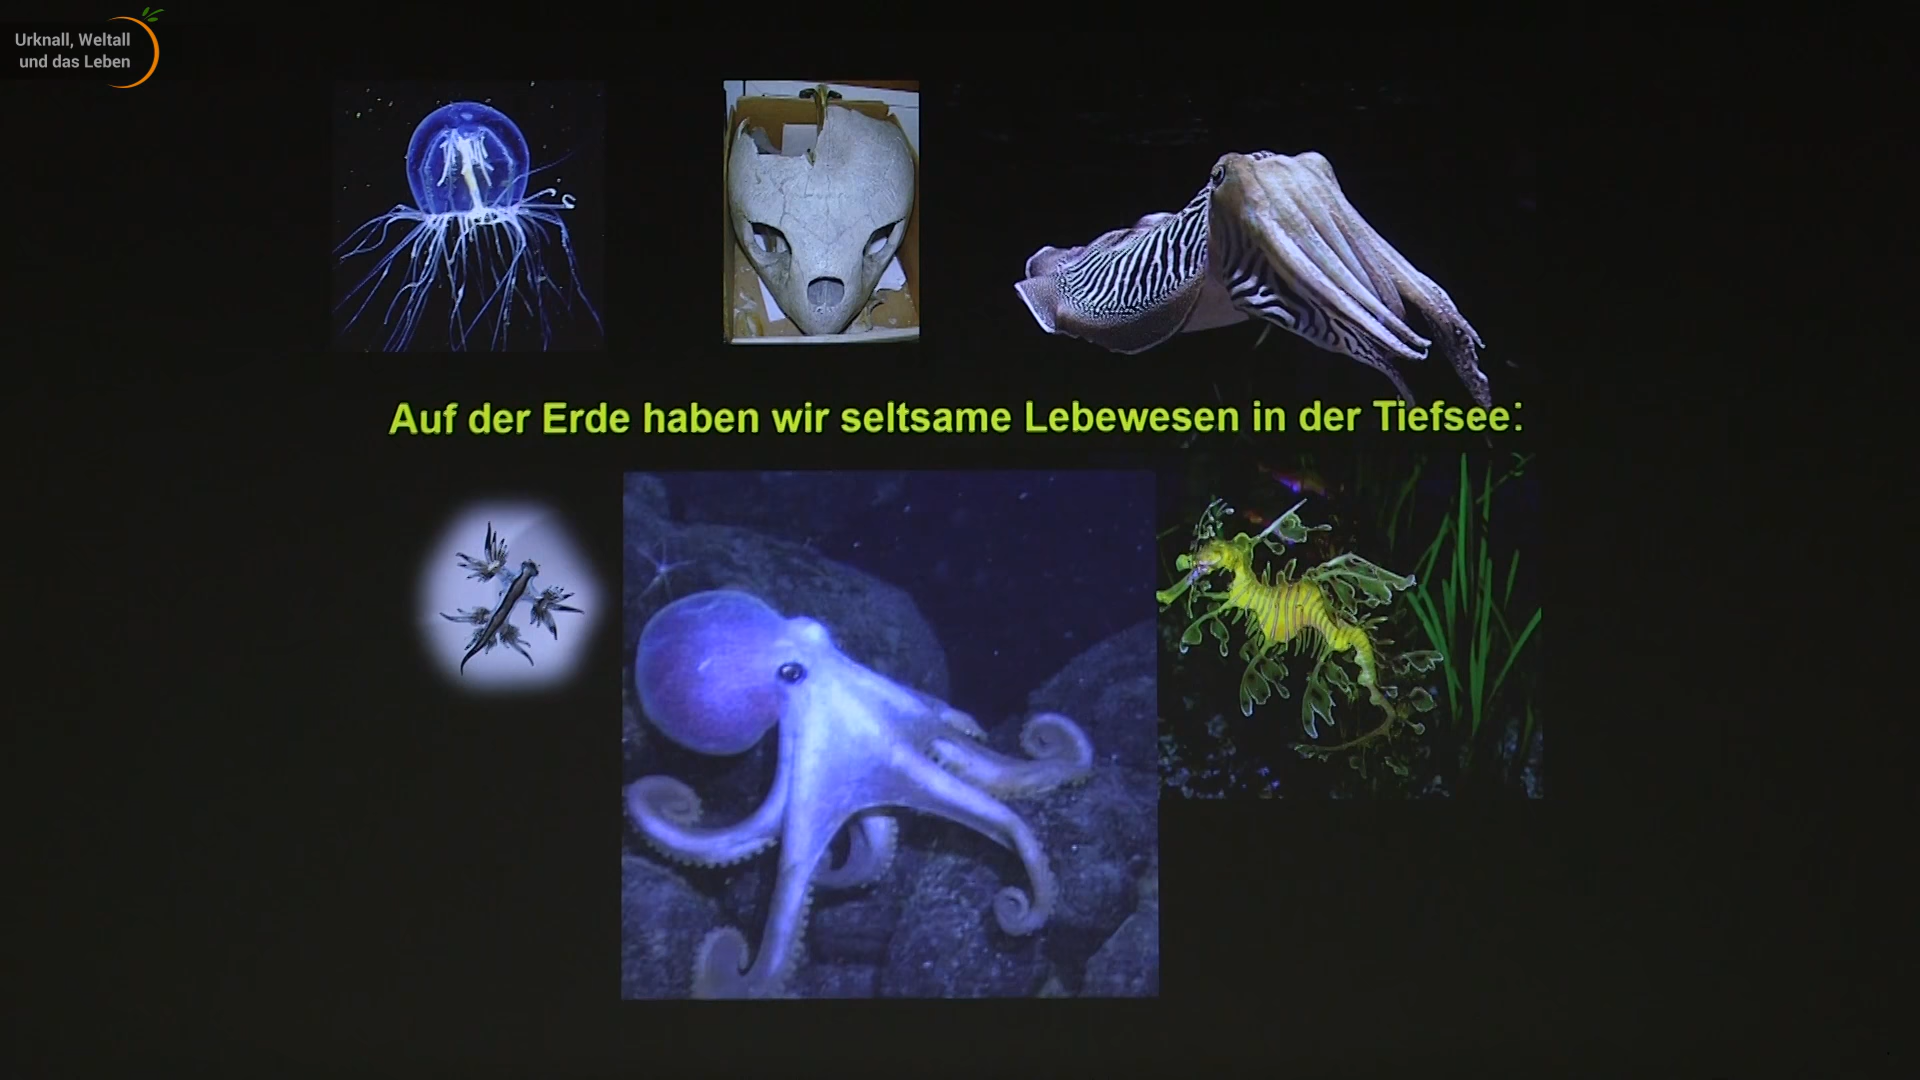 Urknall, Weltall
und das Leben
Auf der Erde haben wir seltsame Lebewesen in der Tiefsee: